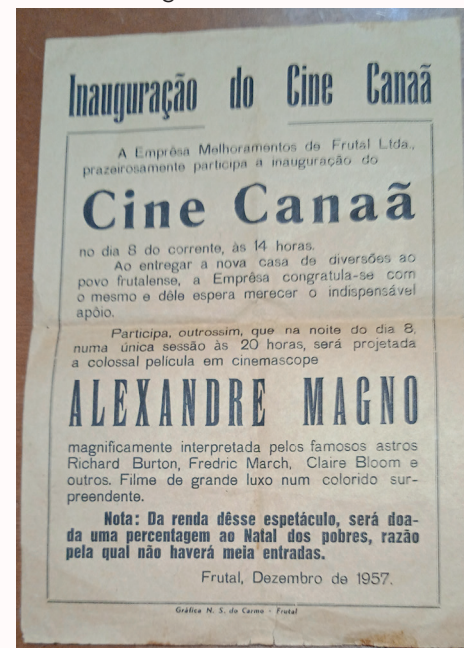 Inauguração do Cine Canaã
A Emprêsa Melhoramentos de Frutal Ltda.,
prazeirosamente participa a inauguração do
Cine Canaã
no dia 8 do corrente, às 14 horas.
Ao entregar a nova casa de diversões ao
povo frutalense, a Emprêsa congratula-se com
o mesmo e dêle espera merecer o indispensável
apôio.
Participa, outrossim, que na noite do dia 8,
numa única sessão às 20 horas, será projetada
a colossal película em cinemascope
ALEXANDRE MAGNO
magnificamente interpretada pelos famosos astros
Richard Burton, Fredric March, Claire Bloom e
outros. Filme de grande luxo num colorido sur-
preendente.
Nota: Da renda dêsse espetáculo, será doa-
da uma percentagem ao Natal dos pobres, razão
pela qual não haverá meia entradas.
Frutal, Dezembro de 1957.
Gráfica N. S. do Carmo - Frutal